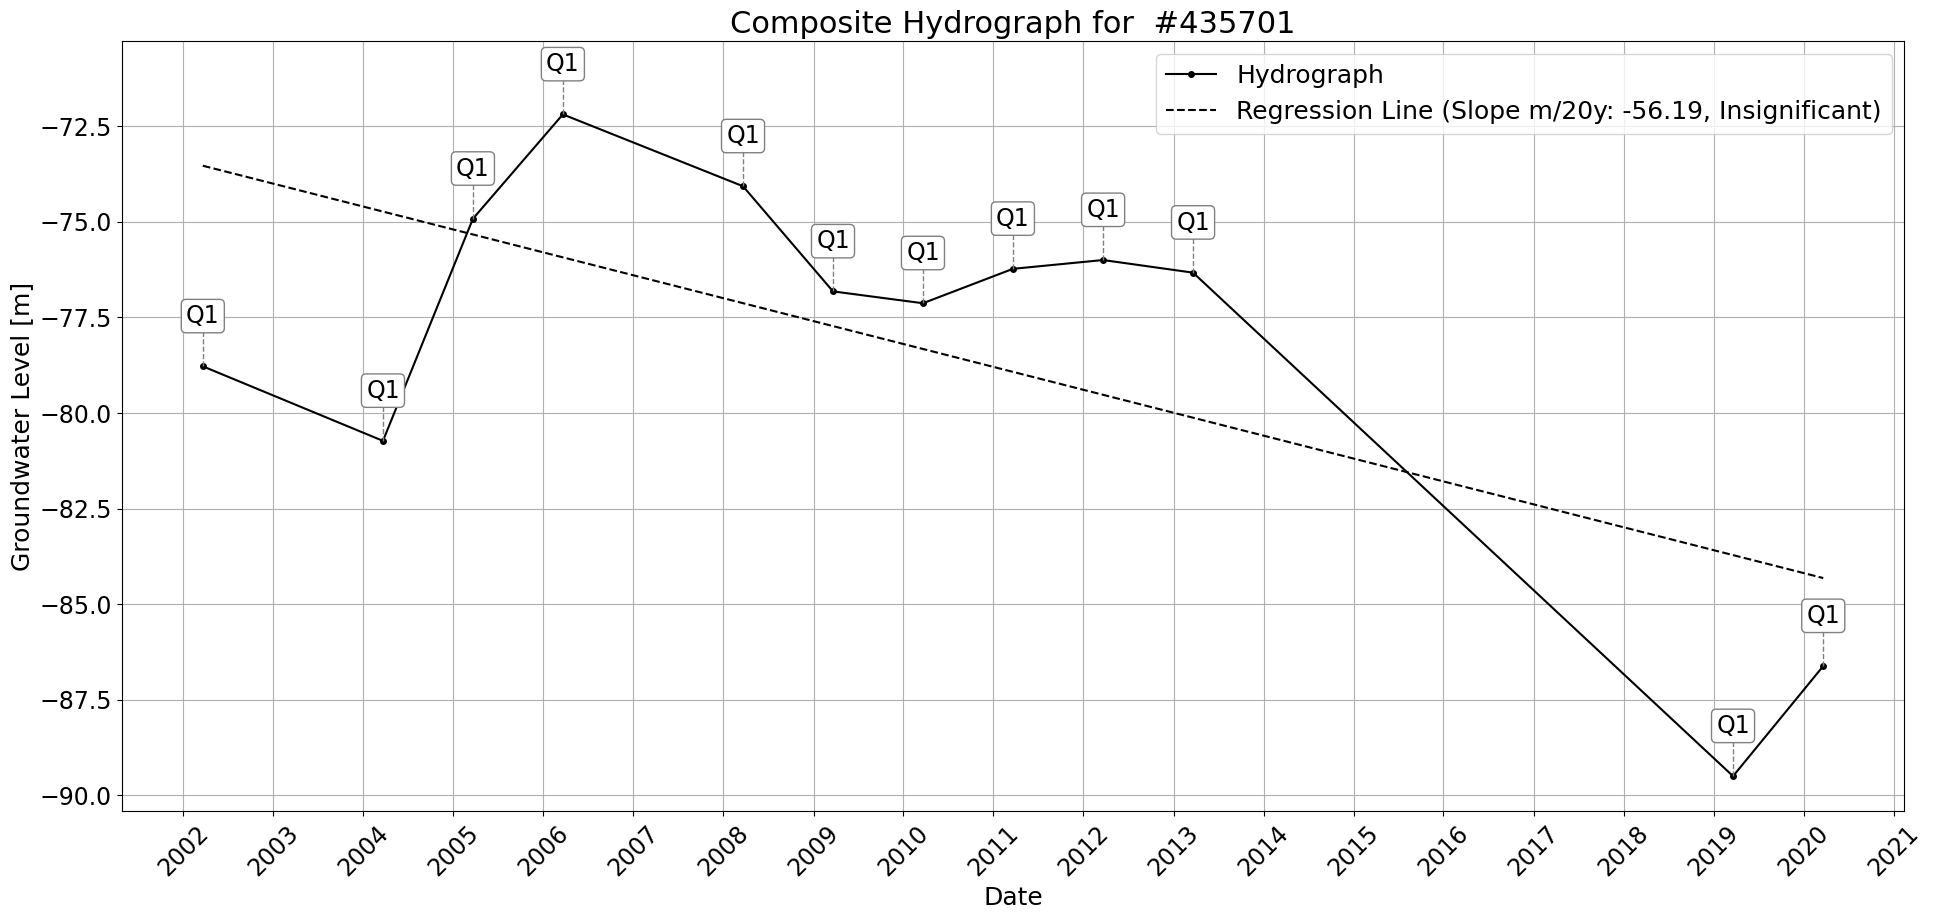 Composite Hydrograph for  #435701
Hydrograph
Regression Line (Slope m/20y: -56.19, Insignificant)
Q1
Q1
Q1
Q1
Q1
Q1
Q1
Q1
Q1
Q1
Q1
Q1
Groundwater Level [m]
−72.5
−75.0
−77.5
−80.0
−82.5
−85.0
−87.5
−90.0
2002
2003
2004
2005
2006
2007
2008
2009
2010
2011
2012
2013
2014
2015
2016
2017
2018
2019
2020
2021
Date